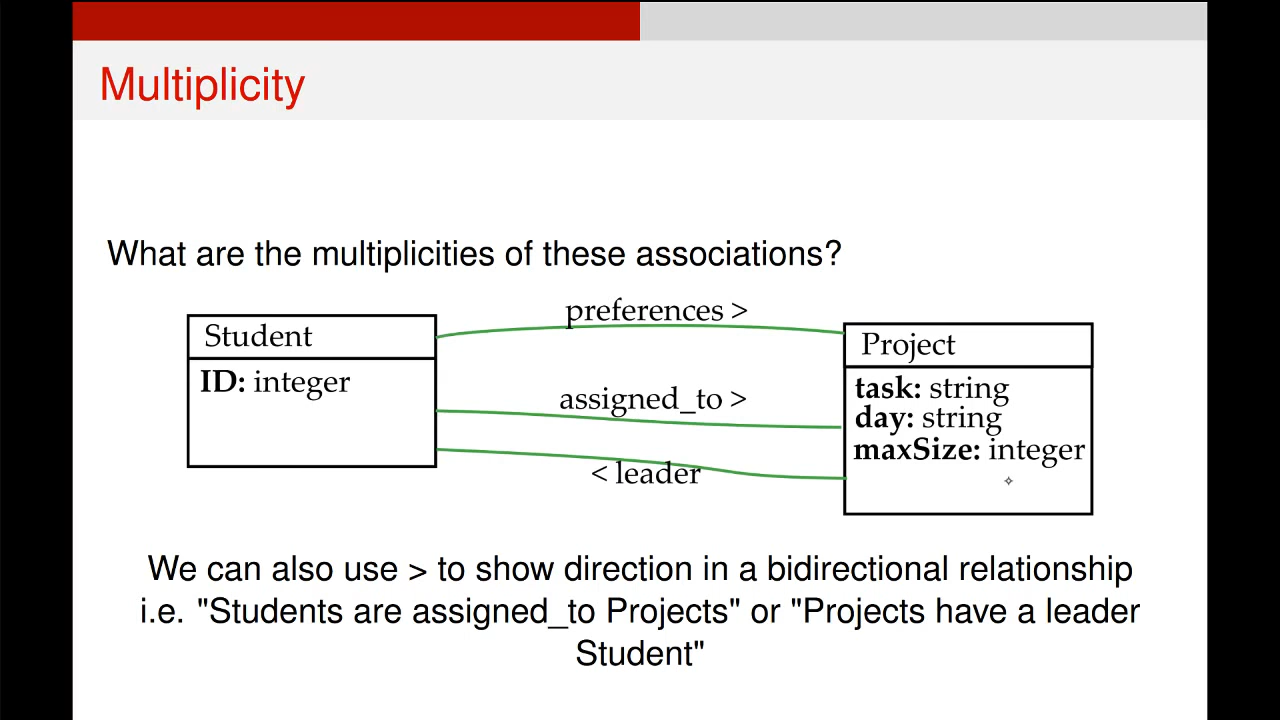 Multiplicity
What are the multiplicities of these associations?
preferences >
Student
Project
ID: integer
assigned_to >
task: string
day: string
maxSize: integer
< leader
We can also use > to show direction in a bidirectional relationship
i.e. "Students are assigned_to Projects" or "Projects have a leader
Student"